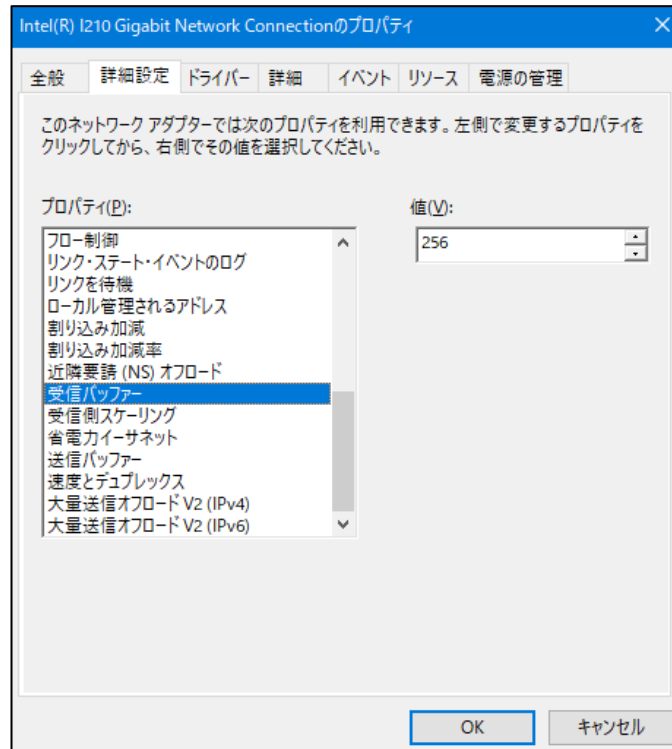 Intel(R) I210 Gigabit Network Connectionのプロパティ
全般 詳細設定 ドライバー 詳細 イベント リソース 電源の管理
このネットワーク アダプターでは次のプロパティを利用できます。左側で変更するプロパティを
クリックしてから、右側でその値を選択してください。
プロパティ(P):
値(V):
256
フロー制御
リンク・ステート・イベントのログ
リンクを待機
ローカル管理されるアドレス
割り込み加減
割り込み加減率
近隣要請 (NS) オフロード
受信バッファー
受信側スケーリング
省電力イーサネット
送信バッファー
速度とデュプレックス
大量送信オフロード V2 (IPv4)
大量送信オフロード V2 (IPv6)
OK キャンセル